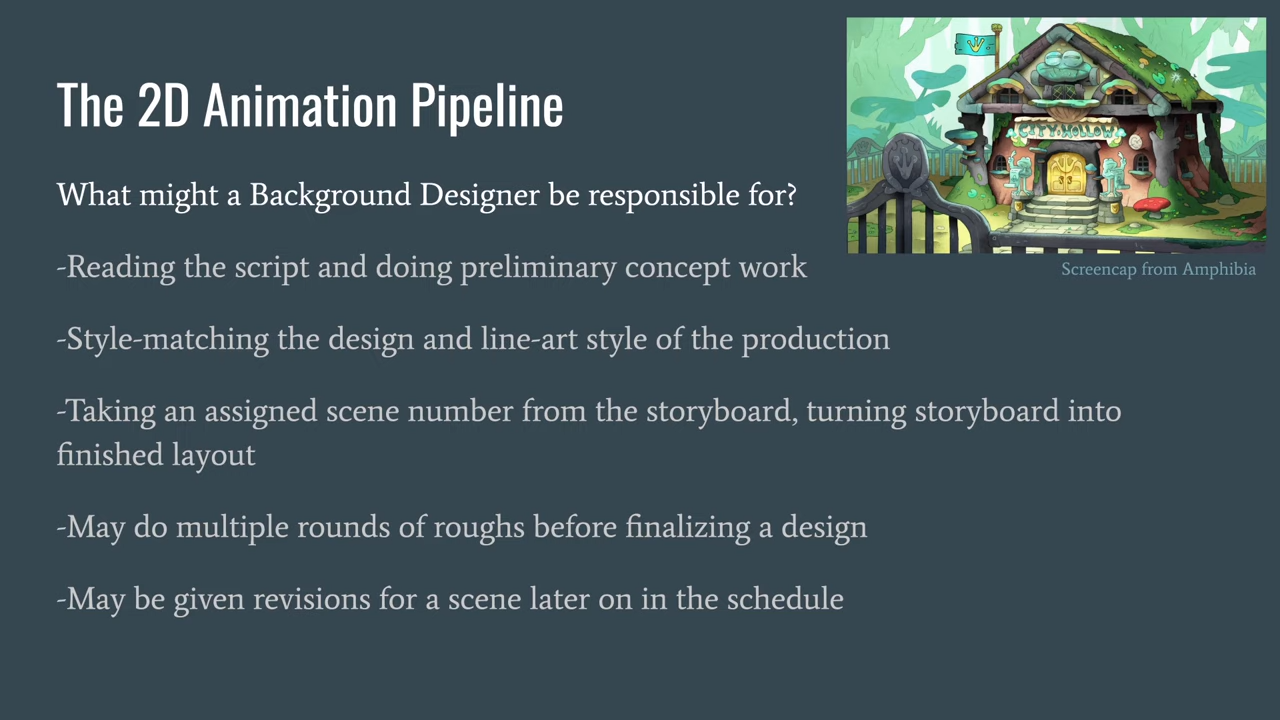 The 2D Animation Pipeline
What might a Background Designer be responsible for?
-Reading the script and doing preliminary concept work
-Style-matching the design and line-art style of the production
-Taking an assigned scene number from the storyboard, turning storyboard into
finished layout
-May do multiple rounds of roughs before finalizing a design
-May be given revisions for a scene later on in the schedule
CITY HOLLOW
Screencap from Amphibia